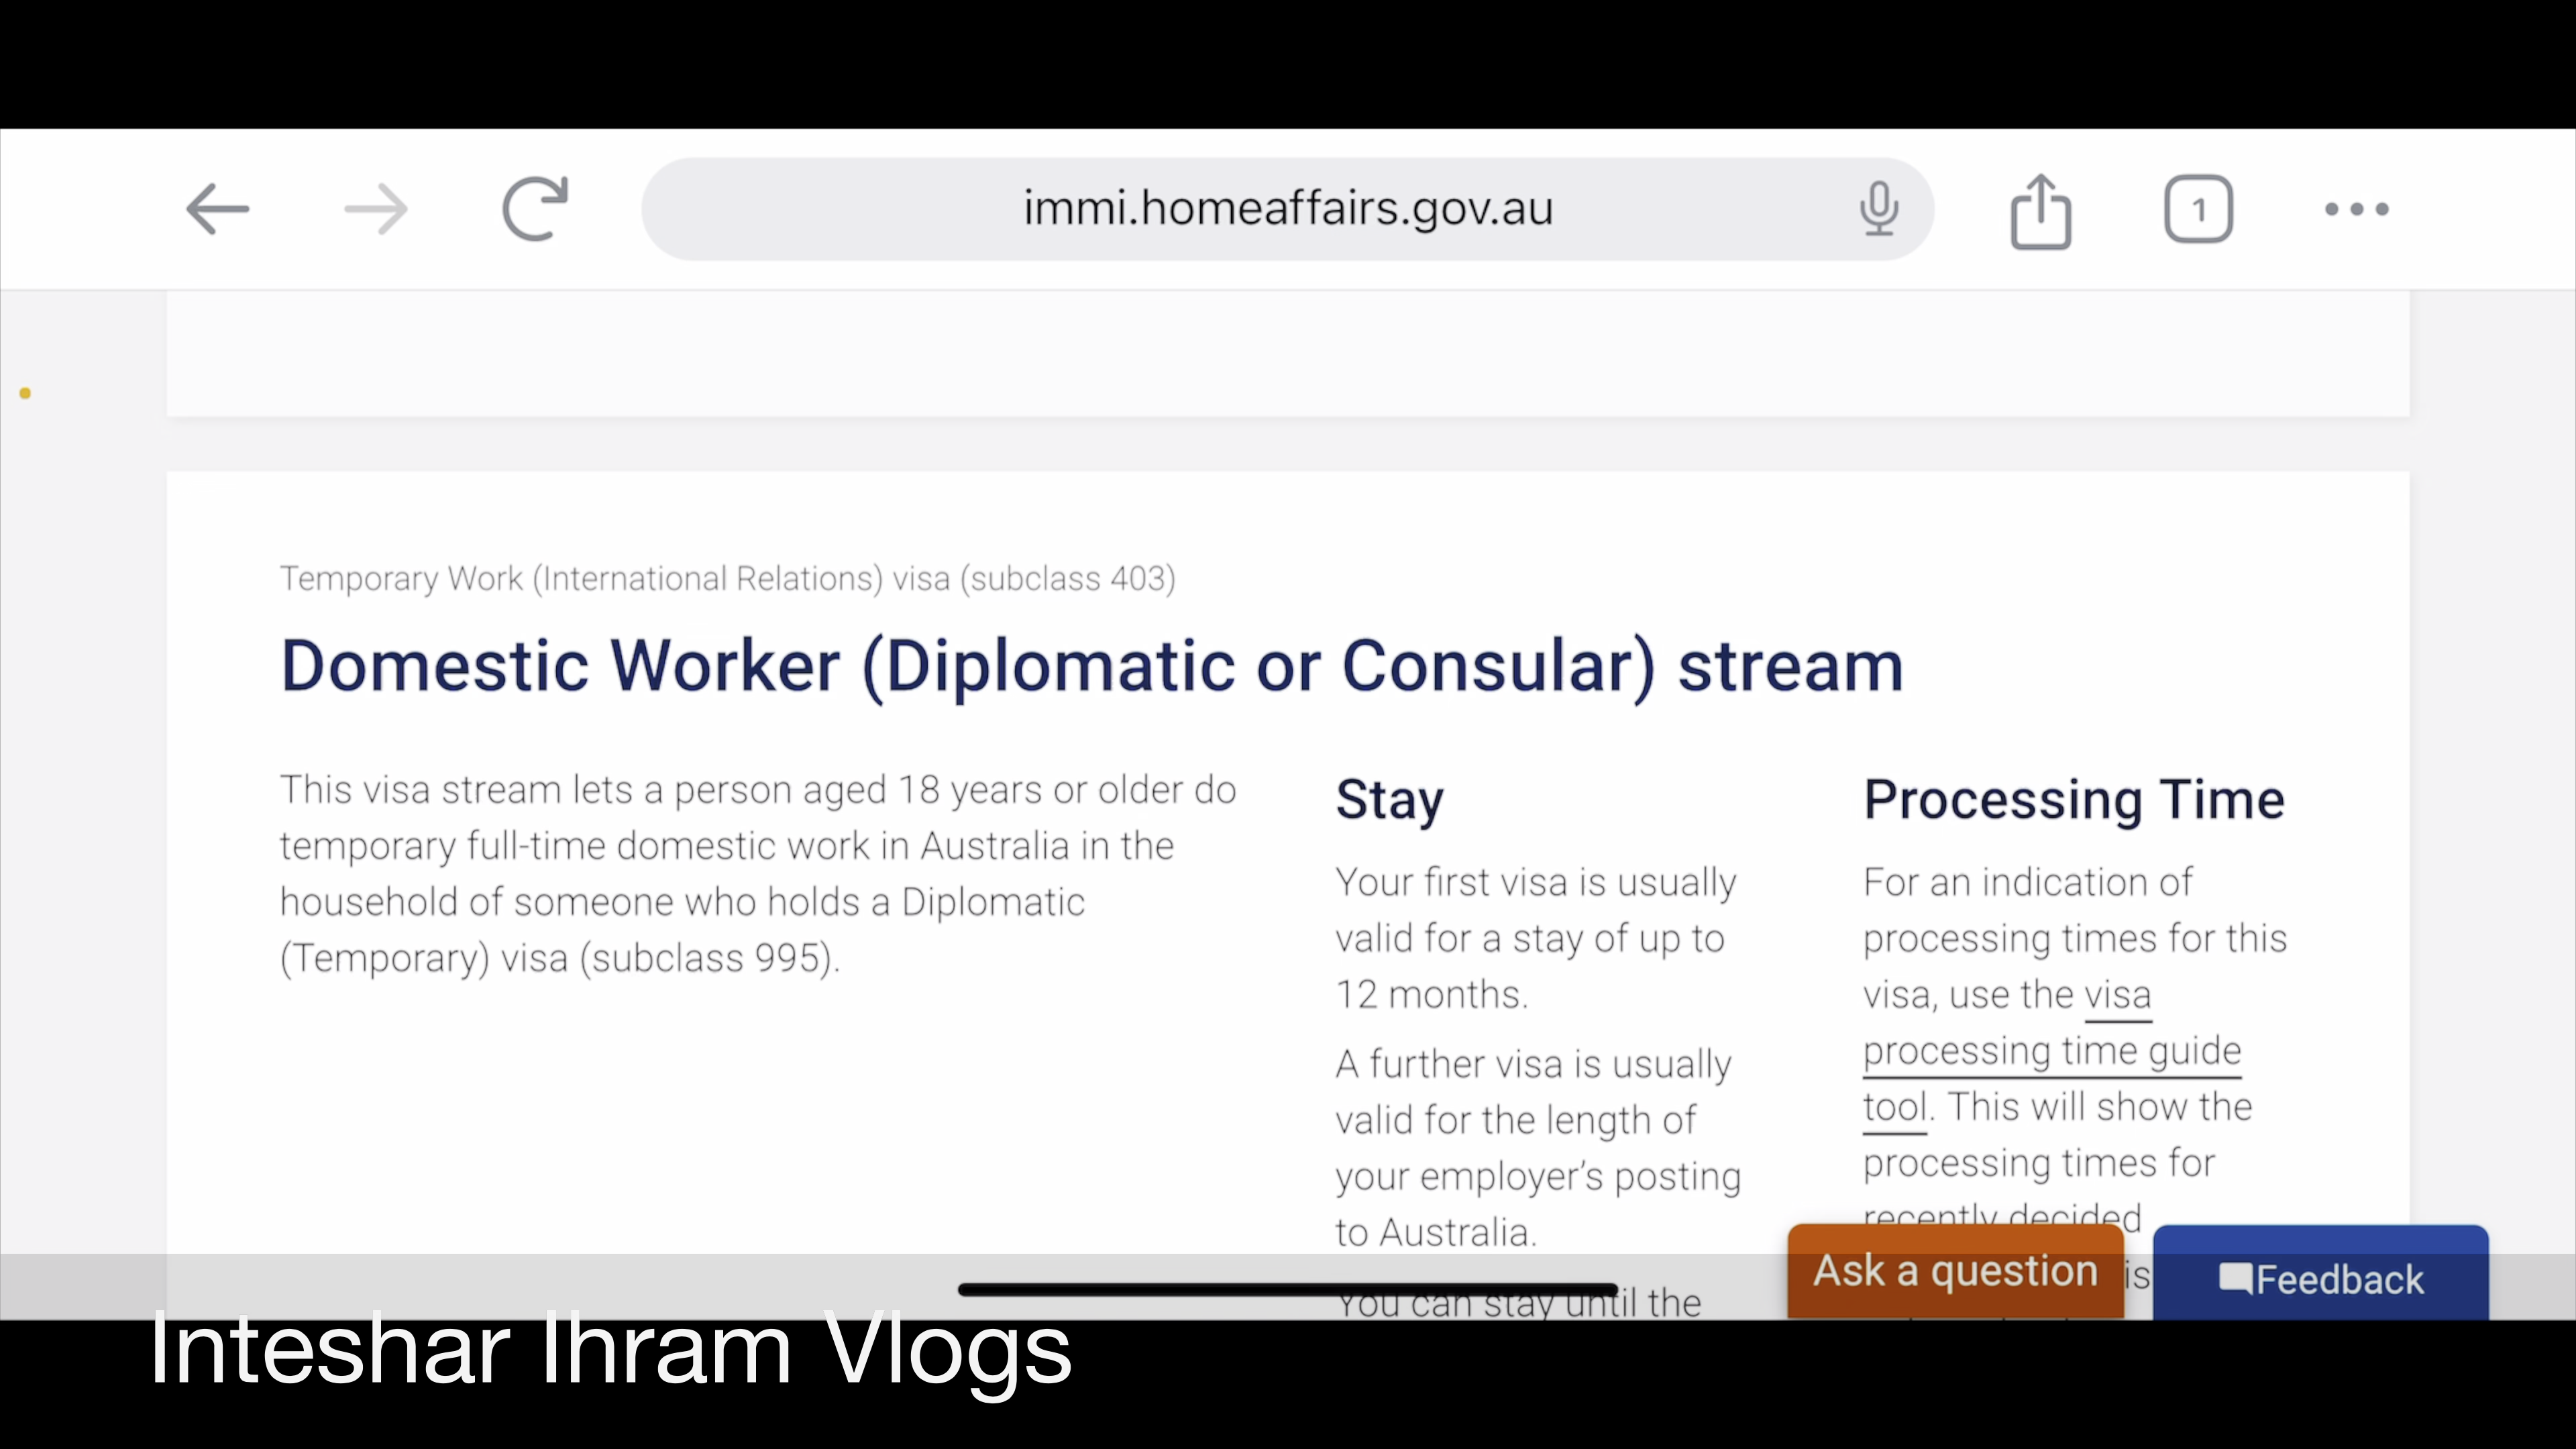 immi.homeaffairs.gov.au
1
Temporary Work (International Relations) visa (subclass 403)
Domestic Worker (Diplomatic or Consular) stream
This visa stream lets a person aged 18 years or older do
temporary full-time domestic work in Australia in the
household of someone who holds a Diplomatic
(Temporary) visa (subclass 995).
Stay
Your first visa is usually
valid for a stay of up to
12 months.
A further visa is usually
valid for the length of
your employer’s posting
to Australia.
You can stay until the
Processing Time
For an indication of
processing times for this
visa, use the visa
processing time guide
tool. This will show the
processing times for
recently decided
is
Ask a question
Feedback
Inteshar Ihram Vlogs